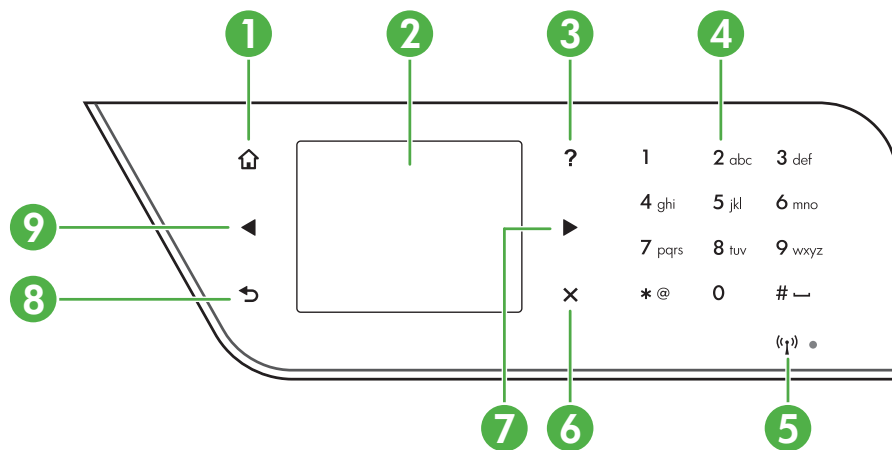 1 2 3 4
? 1 2 abc 3 def
4 ghi 5 jkl 6 mno
9
7 pqrs 8 tuv 9 wxyz
8
* @ 0 #
7 6 5